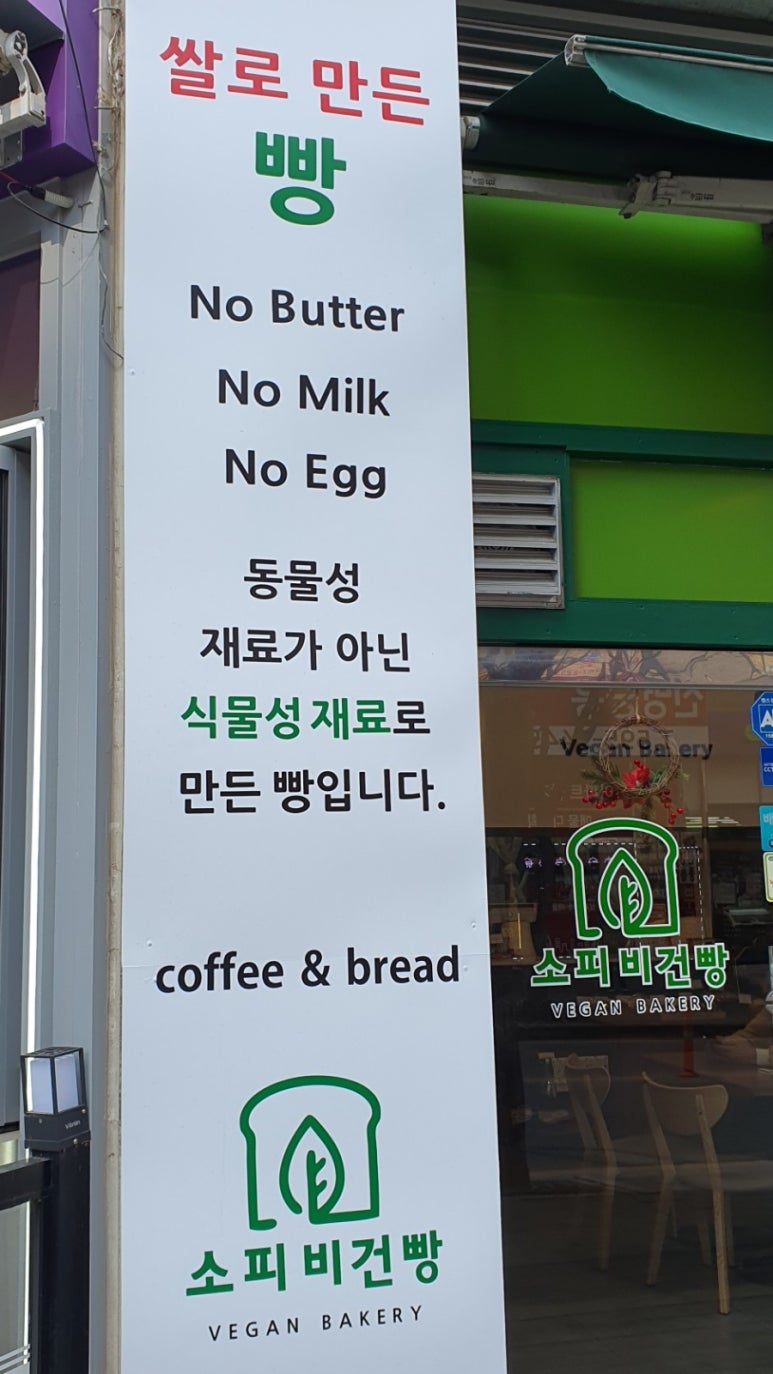 쌀로 만든
빵
No Butter
No Milk
No Egg
동물성
재료가 아닌
식물성 재료로
만든 빵입니다.
coffee & bread
소피비건빵
VEGAN BAKERY
Vegan Bakery
소피비건빵
VEGAN BAKERY